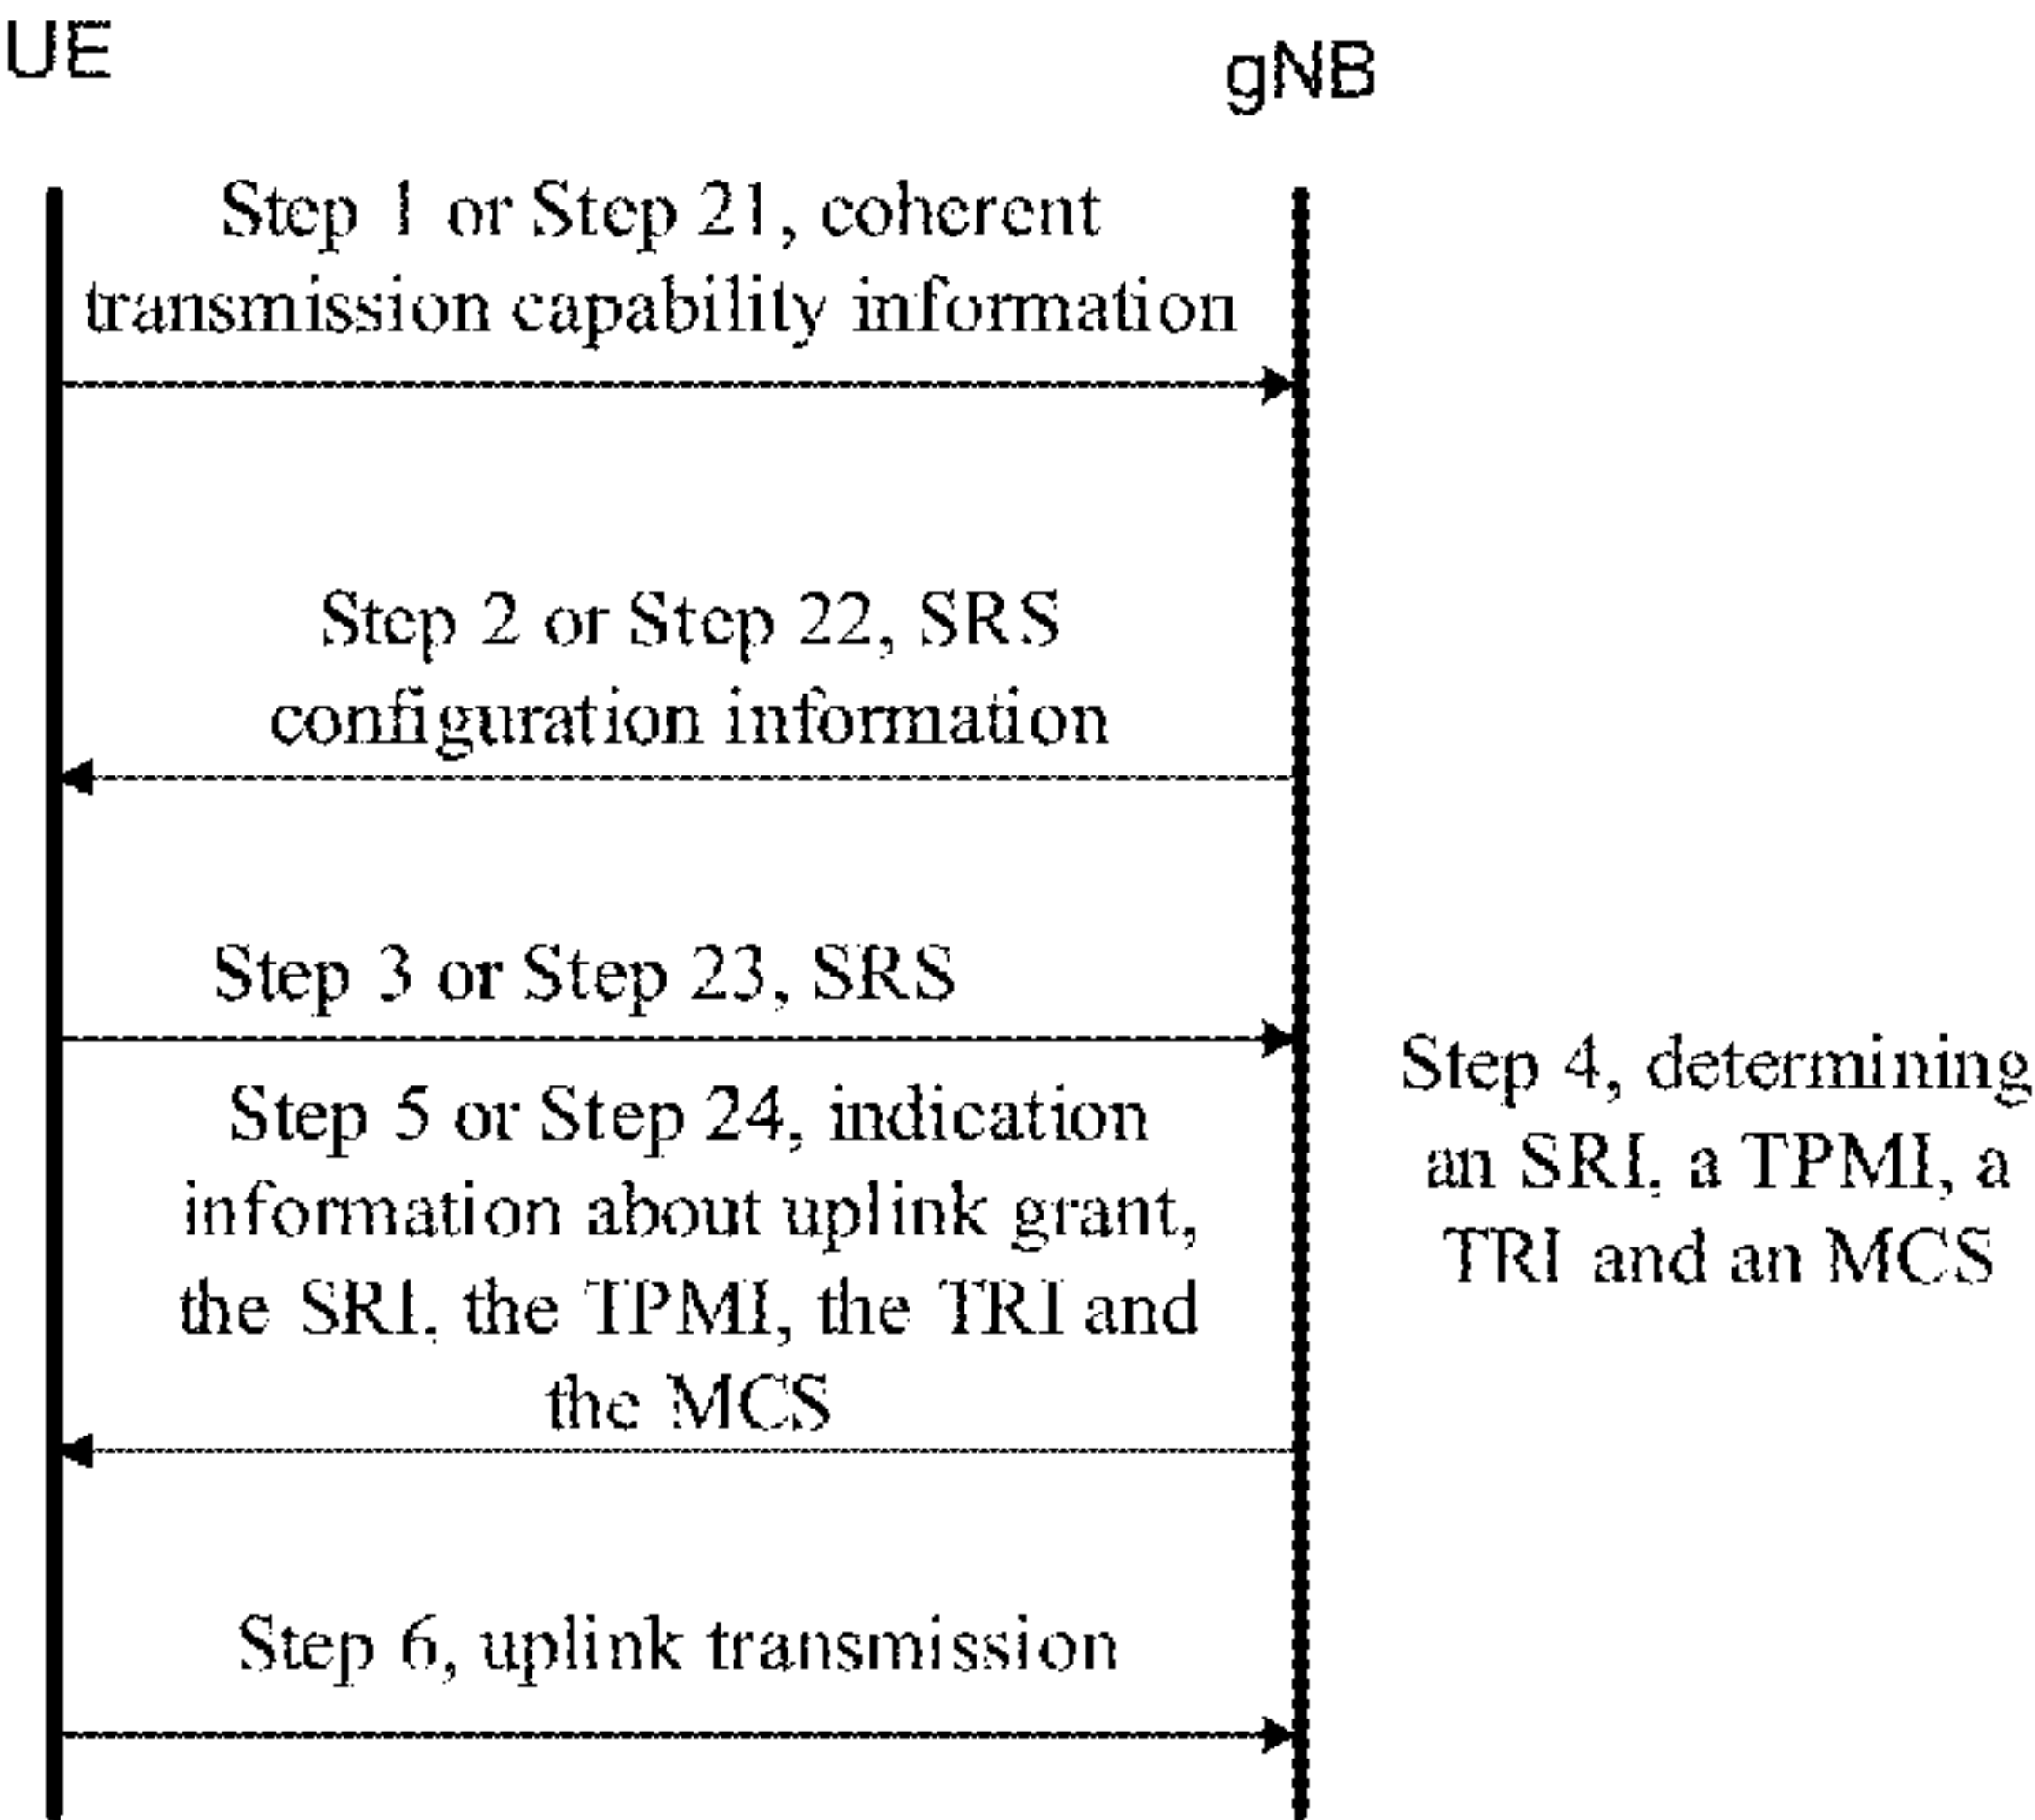 UE
gNB
Step 1 or Step 21, coherent
transmission capability information
Step 2 or Step 22, SRS
configuration information
Step 3 or Step 23, SRS
Step 4, determining
an SRI, a TPMI, a
TRI and an MCS
Step 5 or Step 24, indication
information about uplink grant,
the SRI, the TPMI, the TRI and
the MCS
Step 6, uplink transmission